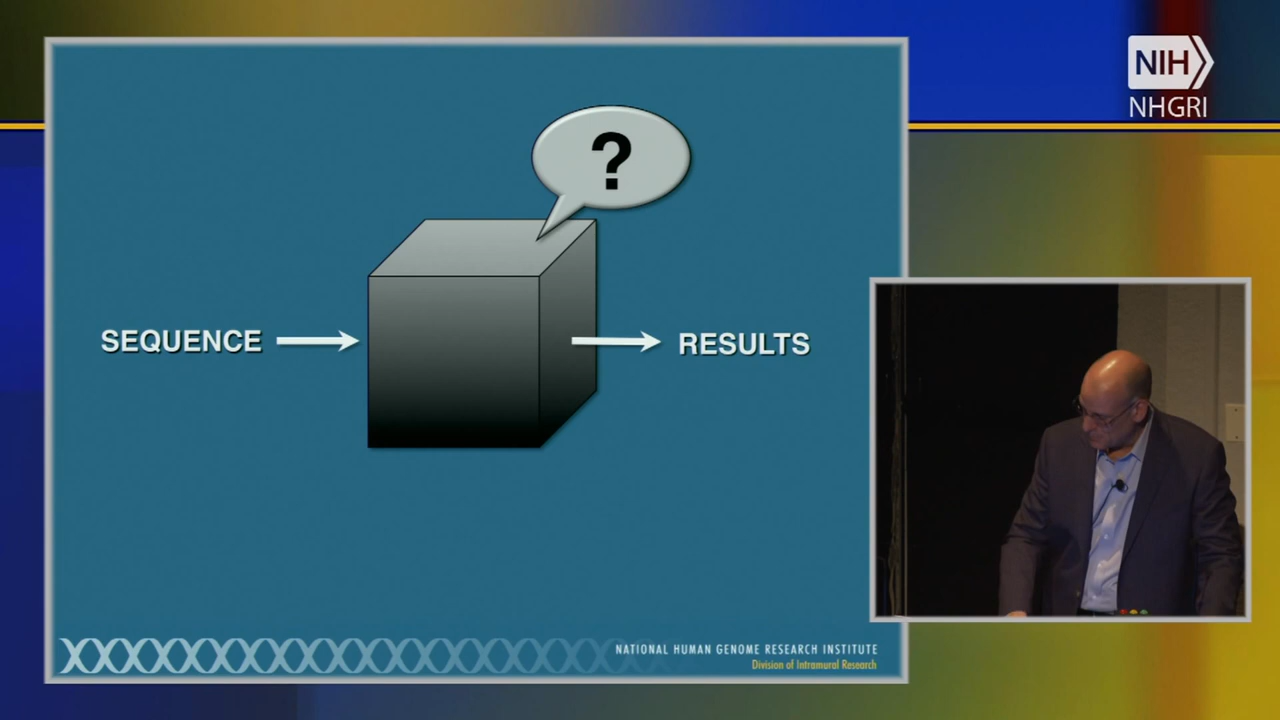 NIH
NHGRI
?
SEQUENCE
RESULTS
NATIONAL HUMAN GENOME RESEARCH INSTITUTE
Division of Intramural Research